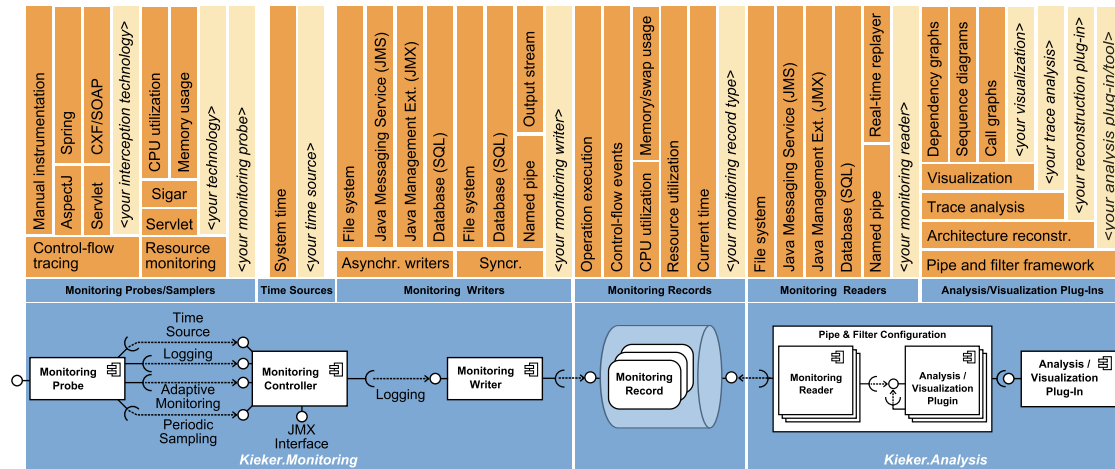 Manual instrumentation
AspectJ
Spring
Servlet
CXF/SOAP
<your interception technology>
Control-flow
tracing
CPU utilization
Memory usage
Sigar
Servlet
<your technology>
Resource
monitoring
<your monitoring probe>
System time
<your time source>
File system
Java Messaging Service (JMS)
Java Management Ext. (JMX)
Database (SQL)
Asynchr. writers
File system
Database (SQL)
Named pipe
Output stream
Syncr.
<your monitoring writer>
Operation execution
Control-flow events
CPU utilization
Memory/swap usage
Resource utilization
Current time
<your monitoring record type>
File system
Java Messaging Service (JMS)
Java Management Ext. (JMX)
Database (SQL)
Named pipe
Real-time replayer
<your monitoring reader>
Dependency graphs
Sequence diagrams
Call graphs
<your visualization>
Visualization
<your trace analysis>
Trace analysis
<your reconstruction plug-in>
Architecture reconstr.
<your analysis plug-in/tool>
Pipe and filter framework
Monitoring Probes/Samplers
Time Sources
Monitoring Writers
Monitoring Records
Monitoring Readers
Analysis/Visualization Plug-Ins
Monitoring
Probe
Time
Source
Logging
Adaptive
Monitoring
Periodic
Sampling
Monitoring
Controller
JMX
Interface
Logging
Monitoring
Writer
Monitoring
Record
Pipe & Filter Configuration
Monitoring
Reader
Analysis /
Visualization
Plugin
Analysis /
Visualization
Plug-In
Kieker.Monitoring
Kieker.Analysis